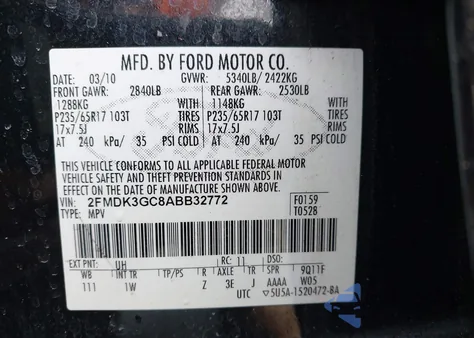 MFD. BY FORD MOTOR CO.
DATE: 03/10 GVWR: 5340LB/ 2422KG
FRONT GAWR: 2840LB REAR GAWR: 2530LB
1288KG WITH 1148KG WITH
P235/65R17 103T TIRES P235/65R17 103T TIRES
17x7.5J RIMS 17x7.5J RIMS
AT 240 kPa/ 35 PSI COLD AT 240 kPa/ 35 PSI COLD
THIS VEHICLE CONFORMS TO ALL APPLICABLE FEDERAL MOTOR
VEHICLE SAFETY AND THEFT PREVENTION STANDARDS IN
EFFECT ON THE DATE OF MANUFACTURE SHOWN ABOVE.
VIN: 2FMDK3GC8ABB32772 F0159
TYPE: MPV T0528
EXT PNT: UH RC: 11 DSO:
WB INT TR TP/PS R AXLE TR SPR 9Q11F
111 1W Z 3E J AAAA W05
UTC ▽5U5A-1520472-BA